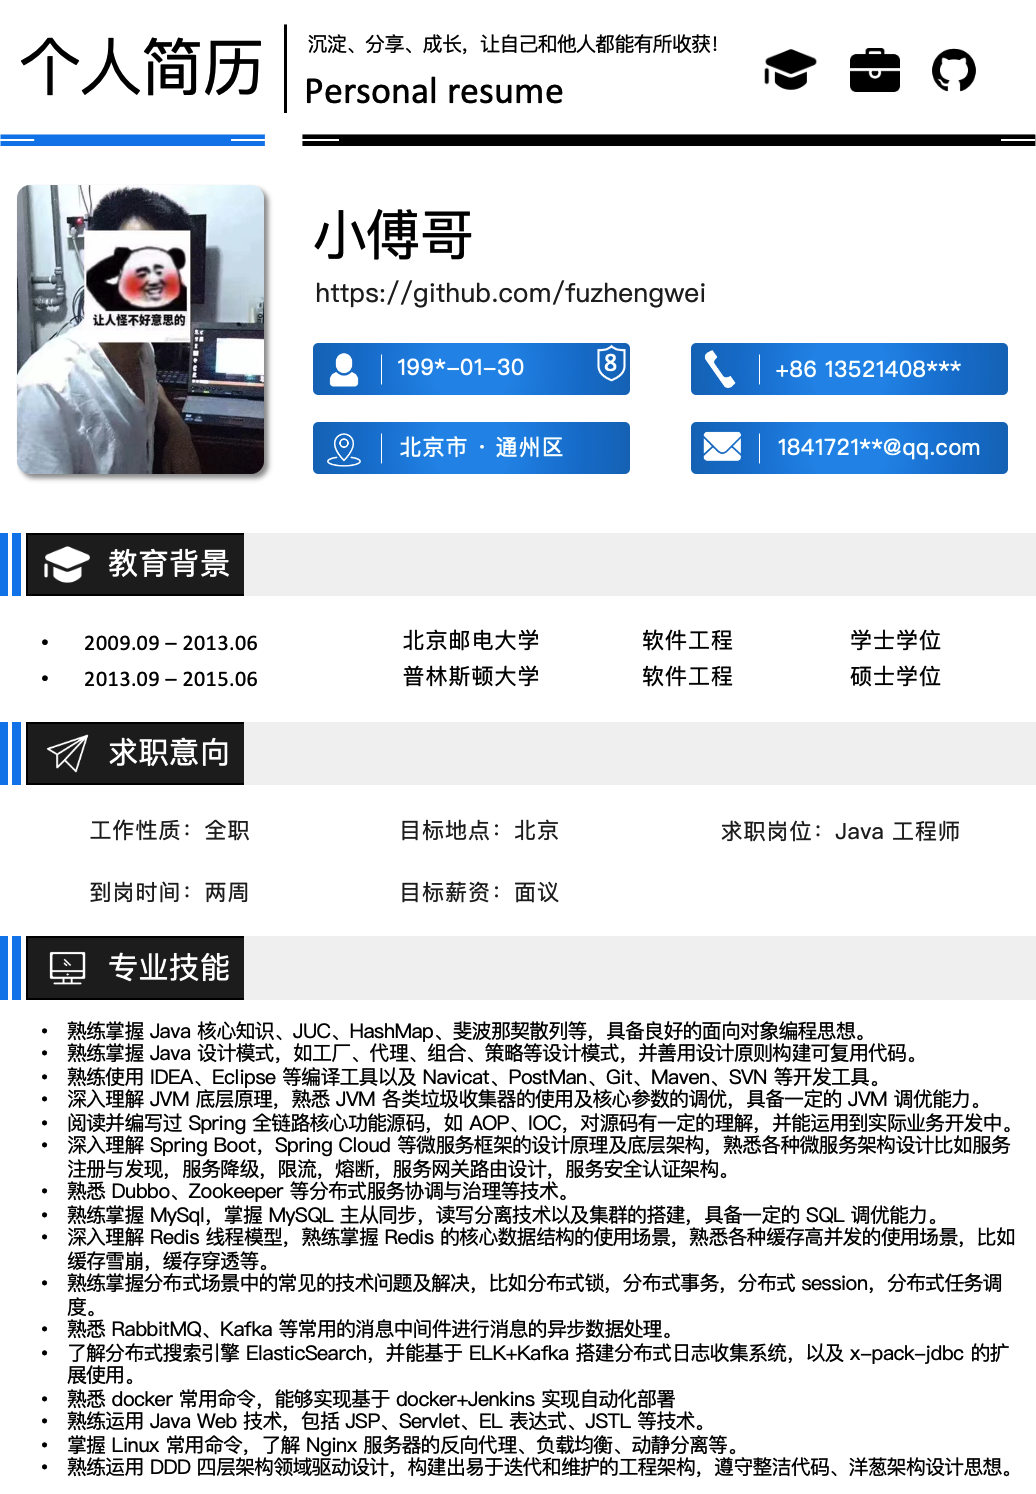 个人简历
沉淀、分享、成长，让自己和他人都能有所收获！
Personal resume
让人怪不好意思的
小傅哥
https://github.com/fuzhengwei
199*-01-30
8
+86 13521408***
北京市 · 通州区
1841721**@qq.com
教育背景
• 2009.09 – 2013.06 北京邮电大学 软件工程 学士学位
• 2013.09 – 2015.06 普林斯顿大学 软件工程 硕士学位
求职意向
工作性质：全职 目标地点：北京 求职岗位：Java 工程师
到岗时间：两周 目标薪资：面议
专业技能
• 熟练掌握 Java 核心知识、JUC、HashMap、斐波那契散列等，具备良好的面向对象编程思想。
• 熟练掌握 Java 设计模式，如工厂、代理、组合、策略等设计模式，并善用设计原则构建可复用代码。
• 熟练使用 IDEA、Eclipse 等编译工具以及 Navicat、PostMan、Git、Maven、SVN 等开发工具。
• 深入理解 JVM 底层原理，熟悉 JVM 各类垃圾收集器的使用及核心参数的调优，具备一定的 JVM 调优能力。
• 阅读并编写过 Spring 全链路核心功能源码，如 AOP、IOC，对源码有一定的理解，并能运用到实际业务开发中。
• 深入理解 Spring Boot，Spring Cloud 等微服务框架的设计原理及底层架构，熟悉各种微服务架构设计比如服务
注册与发现，服务降级，限流，熔断，服务网关路由设计，服务安全认证架构。
• 熟悉 Dubbo、Zookeeper 等分布式服务协调与治理等技术。
• 熟练掌握 MySql，掌握 MySQL 主从同步，读写分离技术以及集群的搭建，具备一定的 SQL 调优能力。
• 深入理解 Redis 线程模型，熟练掌握 Redis 的核心数据结构的使用场景，熟悉各种缓存高并发的使用场景，比如
缓存雪崩，缓存穿透等。
• 熟练掌握分布式场景中的常见的技术问题及解决，比如分布式锁，分布式事务，分布式 session，分布式任务调
度。
• 熟悉 RabbitMQ、Kafka 等常用的消息中间件进行消息的异步数据处理。
• 了解分布式搜索引擎 ElasticSearch，并能基于 ELK+Kafka 搭建分布式日志收集系统，以及 x-pack-jdbc 的扩
展使用。
• 熟悉 docker 常用命令，能够实现基于 docker+Jenkins 实现自动化部署
• 熟练运用 Java Web 技术，包括 JSP、Servlet、EL 表达式、JSTL 等技术。
• 掌握 Linux 常用命令，了解 Nginx 服务器的反向代理、负载均衡、动静分离等。
• 熟练运用 DDD 四层架构领域驱动设计，构建出易于迭代和维护的工程架构，遵守整洁代码、洋葱架构设计思想。